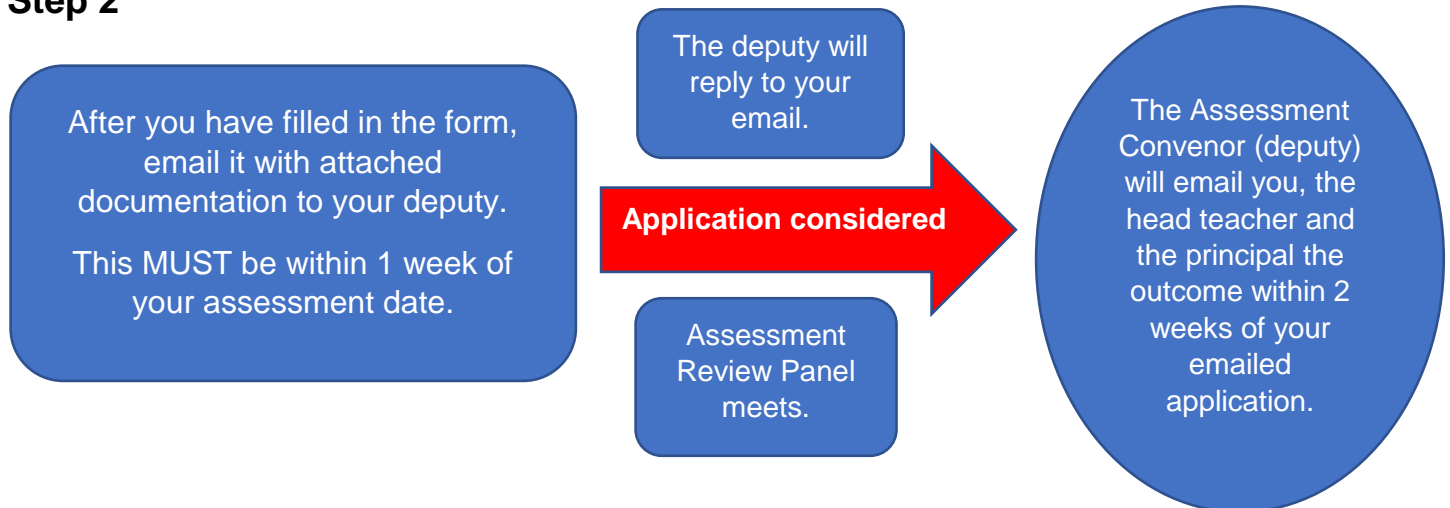 Step 2
After you have filled in the form,
email it with attached
documentation to your deputy.
This MUST be within 1 week of
your assessment date.
The deputy will
reply to your
email.
Application considered
Assessment
Review Panel
meets.
The Assessment
Convenor (deputy)
will email you, the
head teacher and
the principal the
outcome within 2
weeks of your
emailed
application.